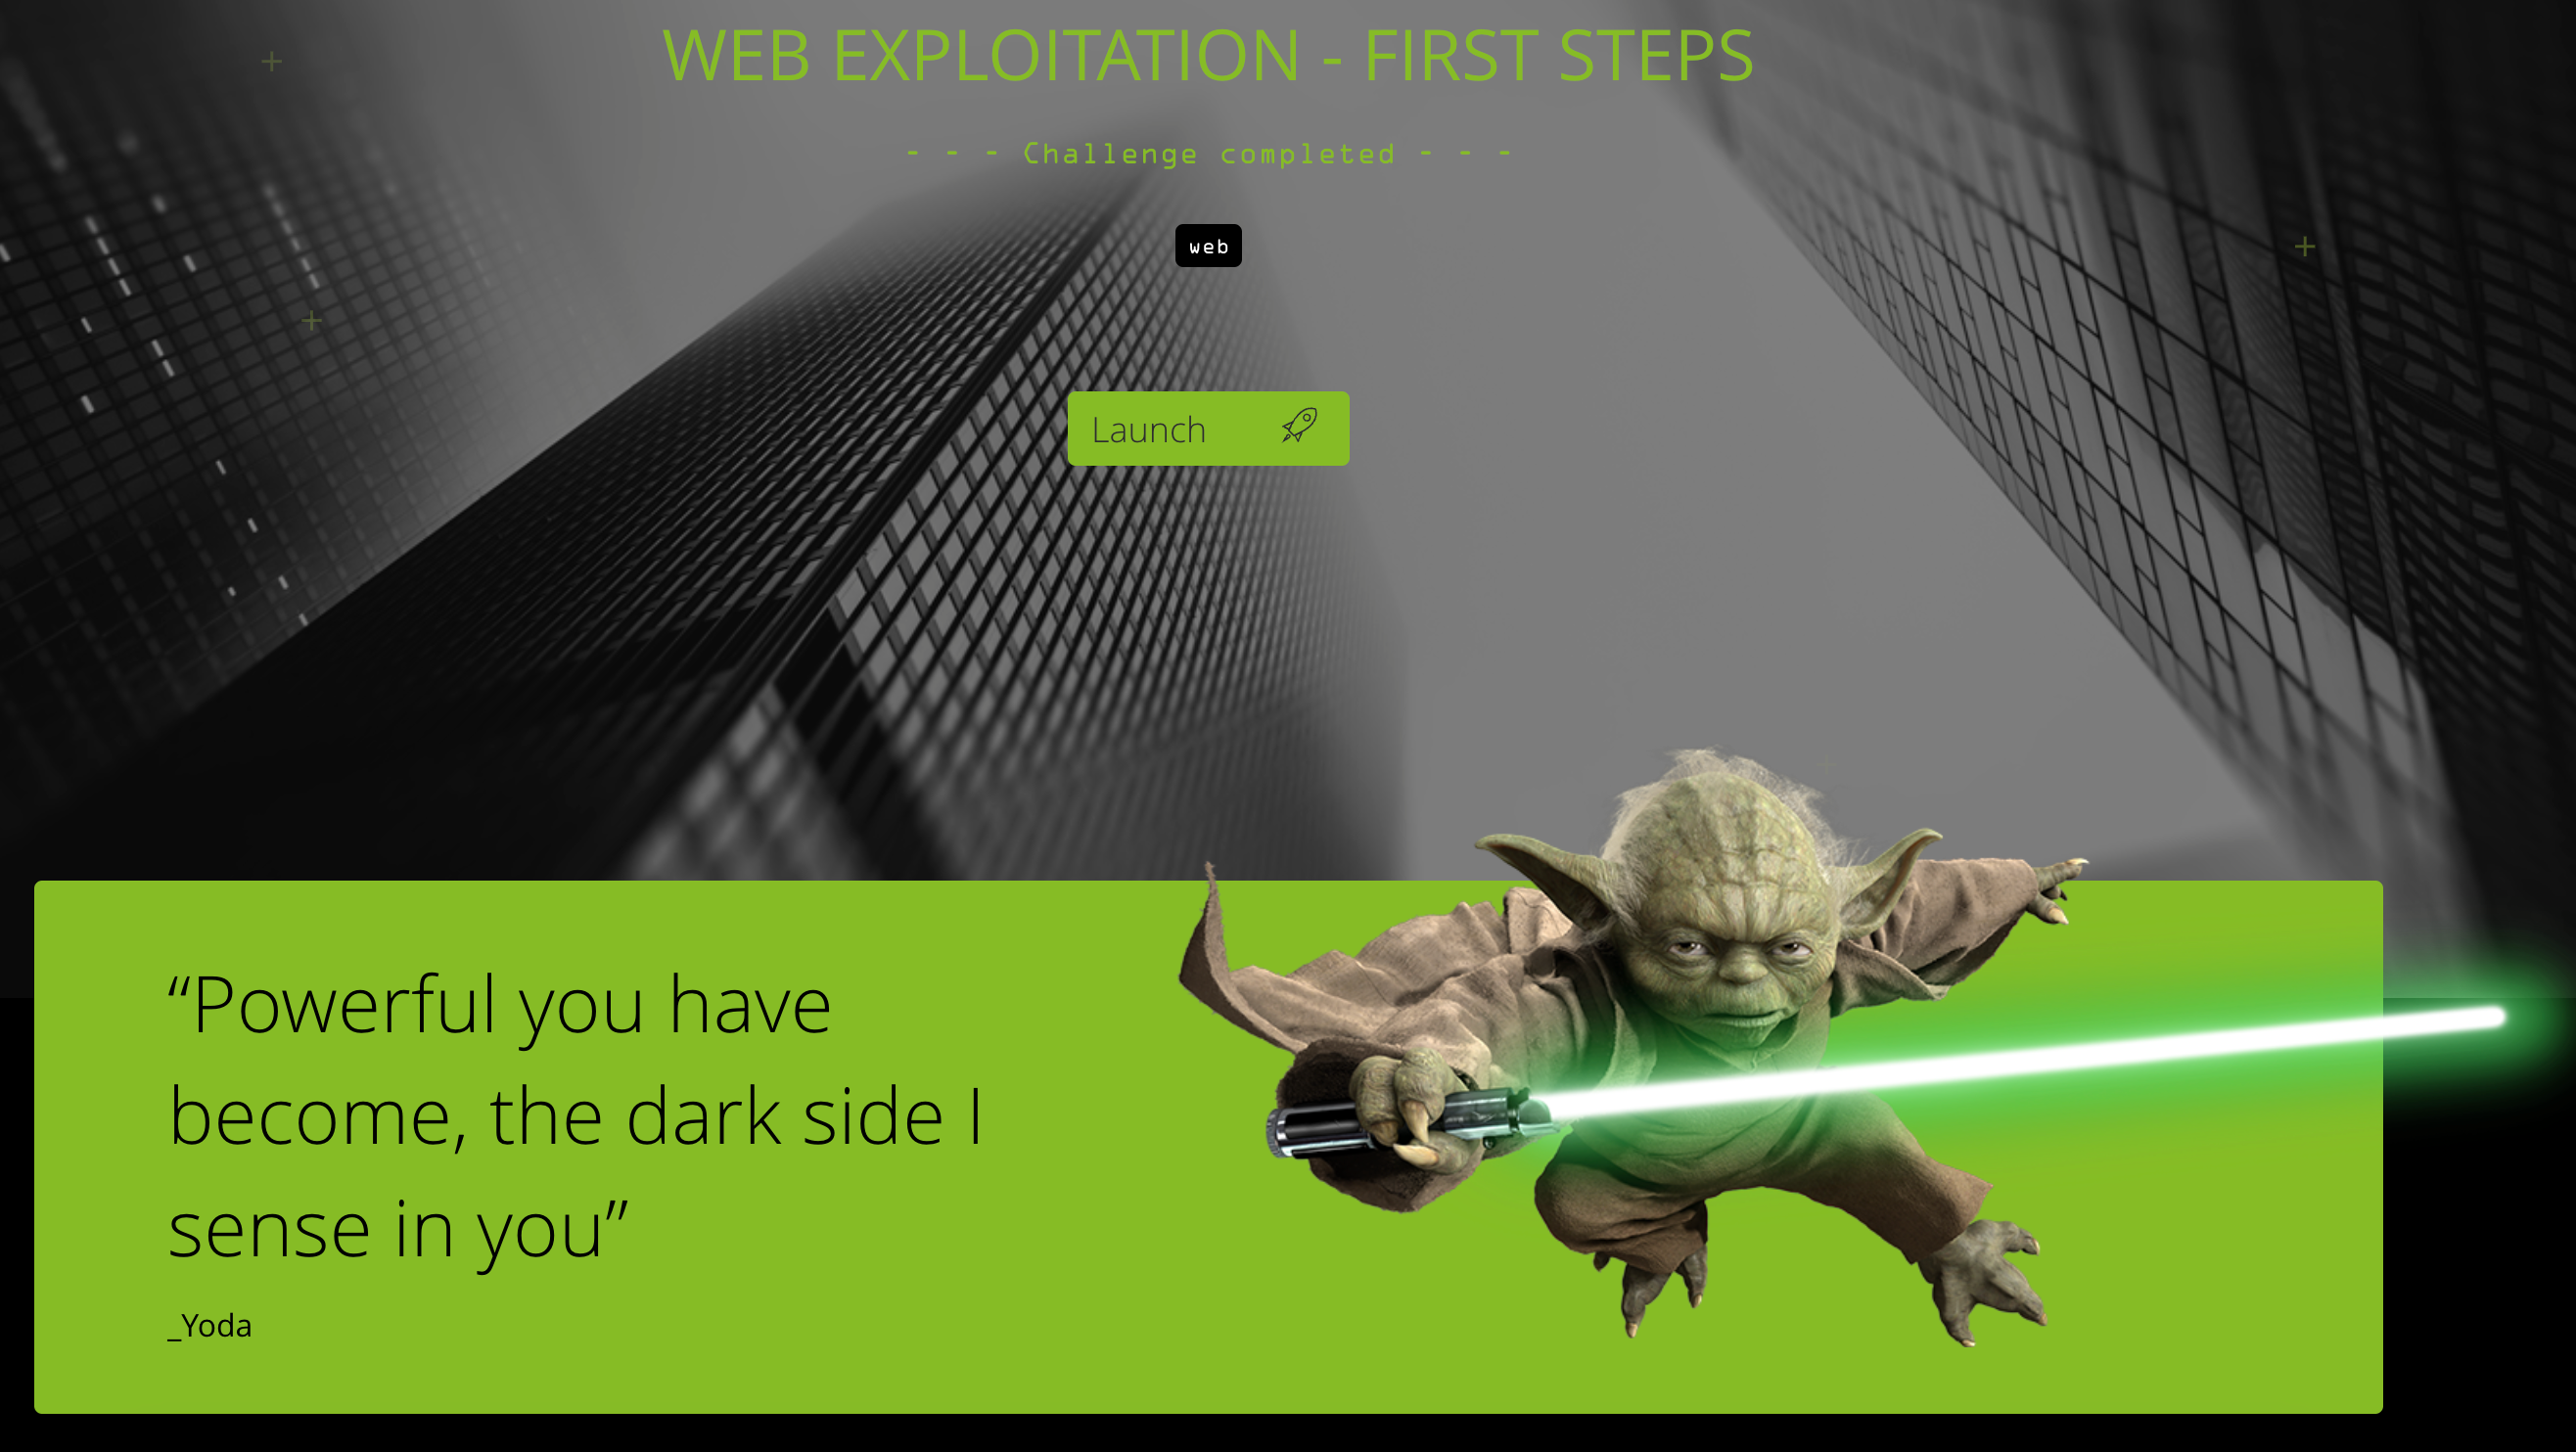 WEB EXPLOITATION - FIRST STEPS
- - - Challenge completed - - -
web
Launch
“Powerful you have
become, the dark side I
sense in you”
_Yoda